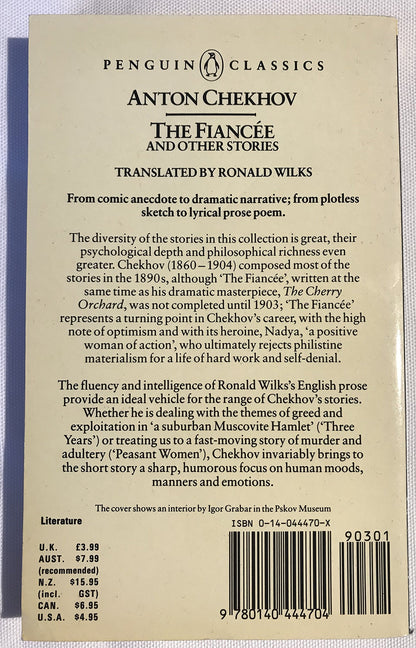 PENGUIN CLASSICS
ANTON CHEKHOV
THE FIANCÉE
AND OTHER STORIES
TRANSLATED BY RONALD WILKS
From comic anecdote to dramatic narrative; from plotless
sketch to lyrical prose poem.
The diversity of the stories in this collection is great, their
psychological depth and philosophical richness even
greater. Chekhov (1860–1904) composed most of the
stories in the 1890s, although ‘The Fiancée’, written at the
same time as his dramatic masterpiece, The Cherry
Orchard, was not completed until 1903; ‘The Fiancée’
represents a turning point in Chekhov’s career, with the high
note of optimism and with its heroine, Nadya, ‘a positive
woman of action’, who ultimately rejects philistine
materialism for a life of hard work and self-denial.
The fluency and intelligence of Ronald Wilks’s English prose
provide an ideal vehicle for the range of Chekhov’s stories.
Whether he is dealing with the themes of greed and
exploitation in ‘a suburban Muscovite Hamlet’ (‘Three
Years’) or treating us to a fast-moving story of murder and
adultery (‘Peasant Women’), Chekhov invariably brings to
the short story a sharp, humorous focus on human moods,
manners and emotions.
The cover shows an interior by Igor Grabar in the Pskov Museum
Literature
U.K. £3.99
AUST. $7.99
(recommended)
N.Z. $15.95
(incl. GST)
CAN. $6.95
U.S.A. $4.95
ISBN 0-14-044470-X
90301
9 780140 444704